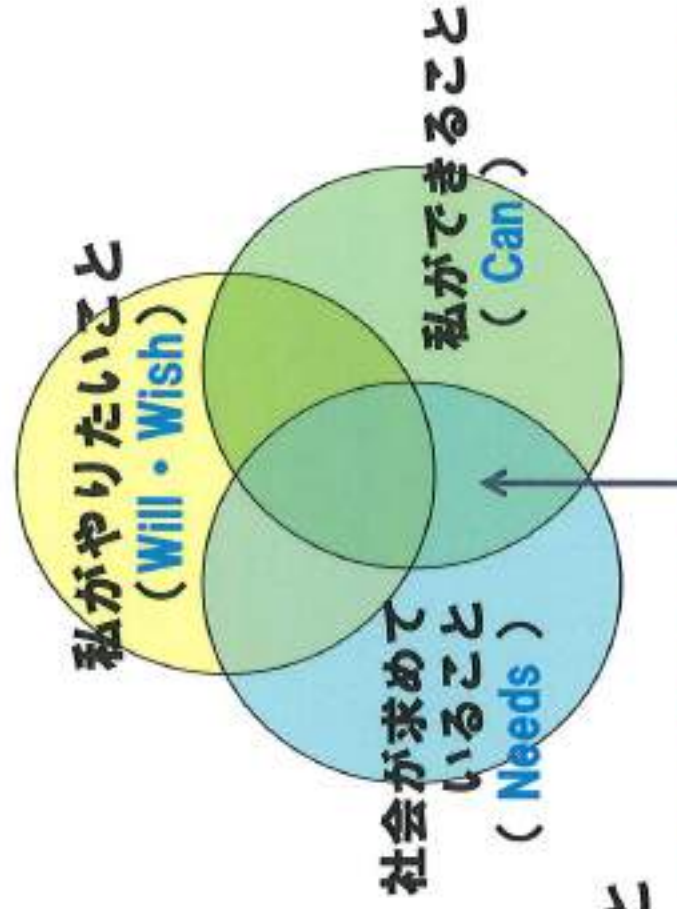 私がやりたいこと
（Will・Wish）
私ができること
（ Can ）
社会が求めて
いること
（ Needs ）
と